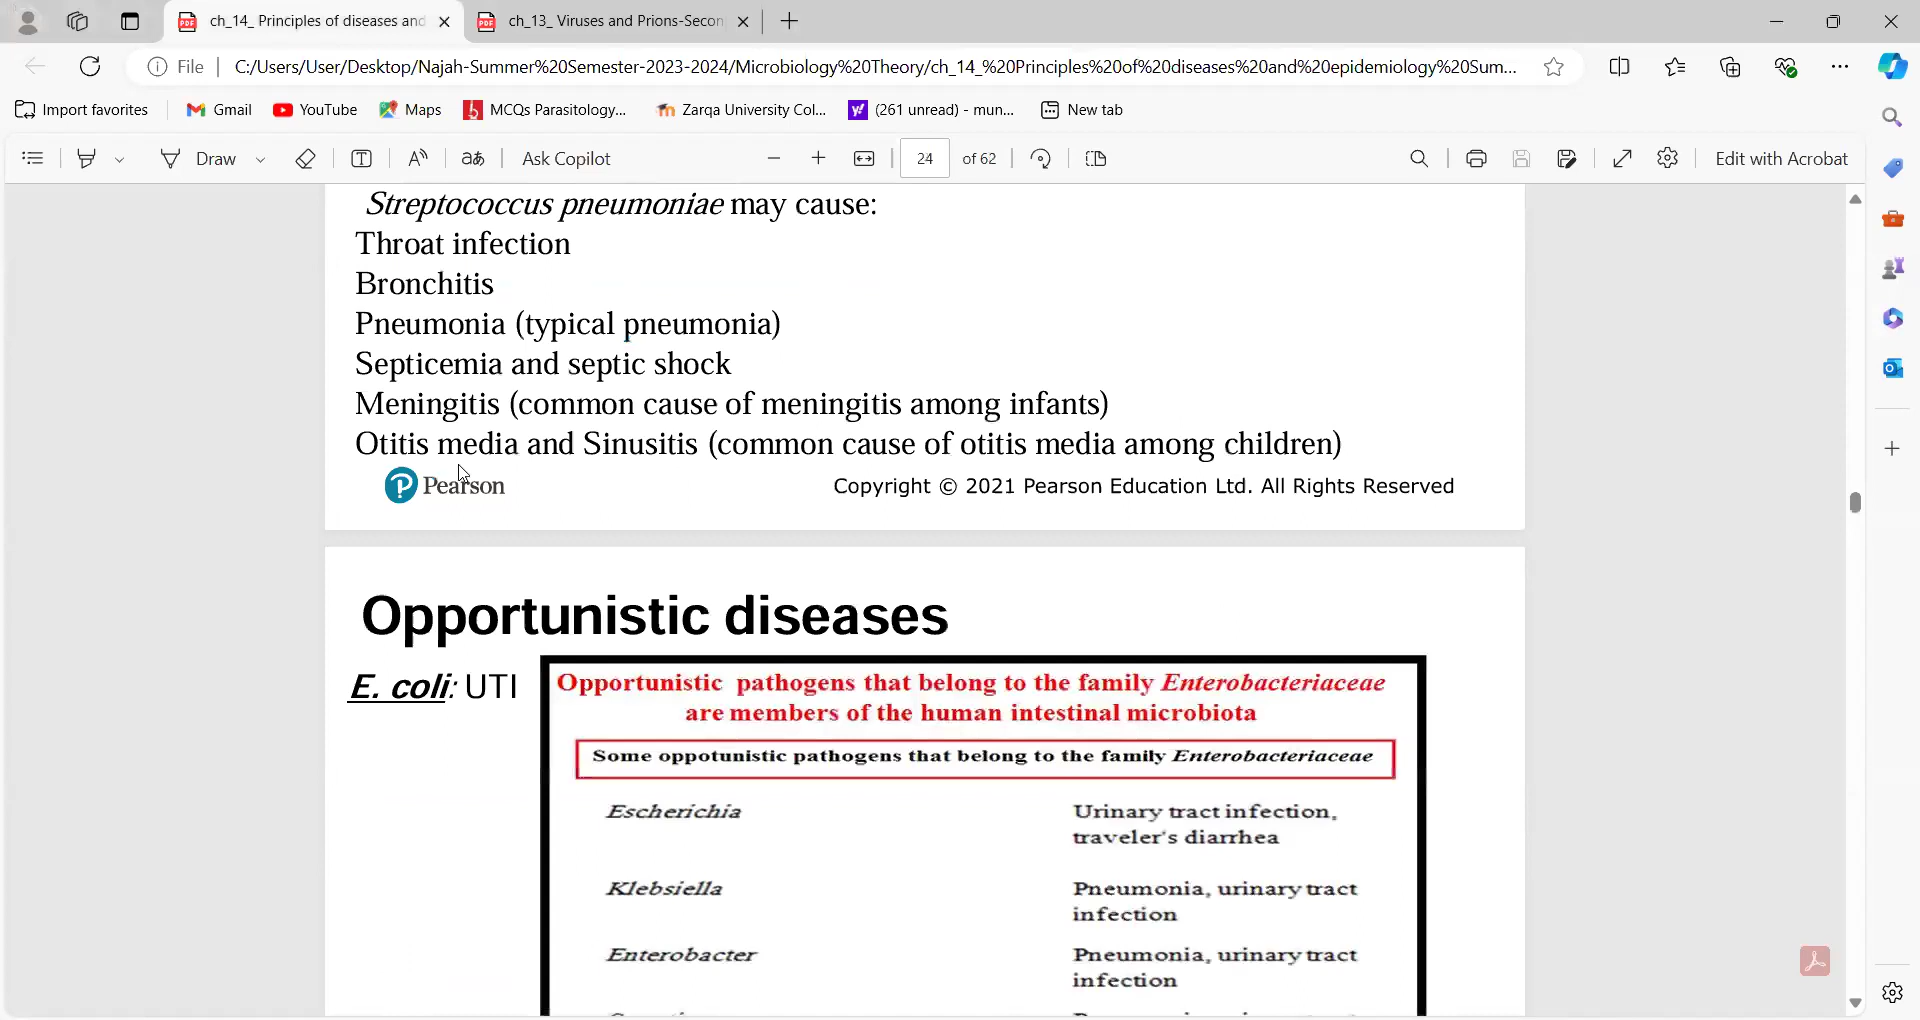 ch_14_ Principles of diseases and
ch_13_ Viruses and Prions-Secon
File
C:/Users/User/Desktop/Najah-Summer%20Semester-2023-2024/Microbiology%20Theory/ch_14_%20Principles%20of%20diseases%20and%20epidemiology%20Sum...
Import favorites
Gmail
YouTube
Maps
MCQs Parasitology...
Zarqa University Col...
(261 unread) - mun...
New tab
Draw
Ask Copilot
24 of 62
Edit with Acrobat
Streptococcus pneumoniae may cause:
Throat infection
Bronchitis
Pneumonia (typical pneumonia)
Septicemia and septic shock
Meningitis (common cause of meningitis among infants)
Otitis media and Sinusitis (common cause of otitis media among children)
Pearson
Copyright © 2021 Pearson Education Ltd. All Rights Reserved
Opportunistic diseases
E. coli: UTI
Opportunistic pathogens that belong to the family Enterobacteriaceae
are members of the human intestinal microbiota
Some oppotunistic pathogens that belong to the family Enterobacteriaceae
Escherichia
Urinary tract infection,
traveler's diarrhea
Klebsiella
Pneumonia, urinary tract
infection
Enterobacter
Pneumonia, urinary tract
infection